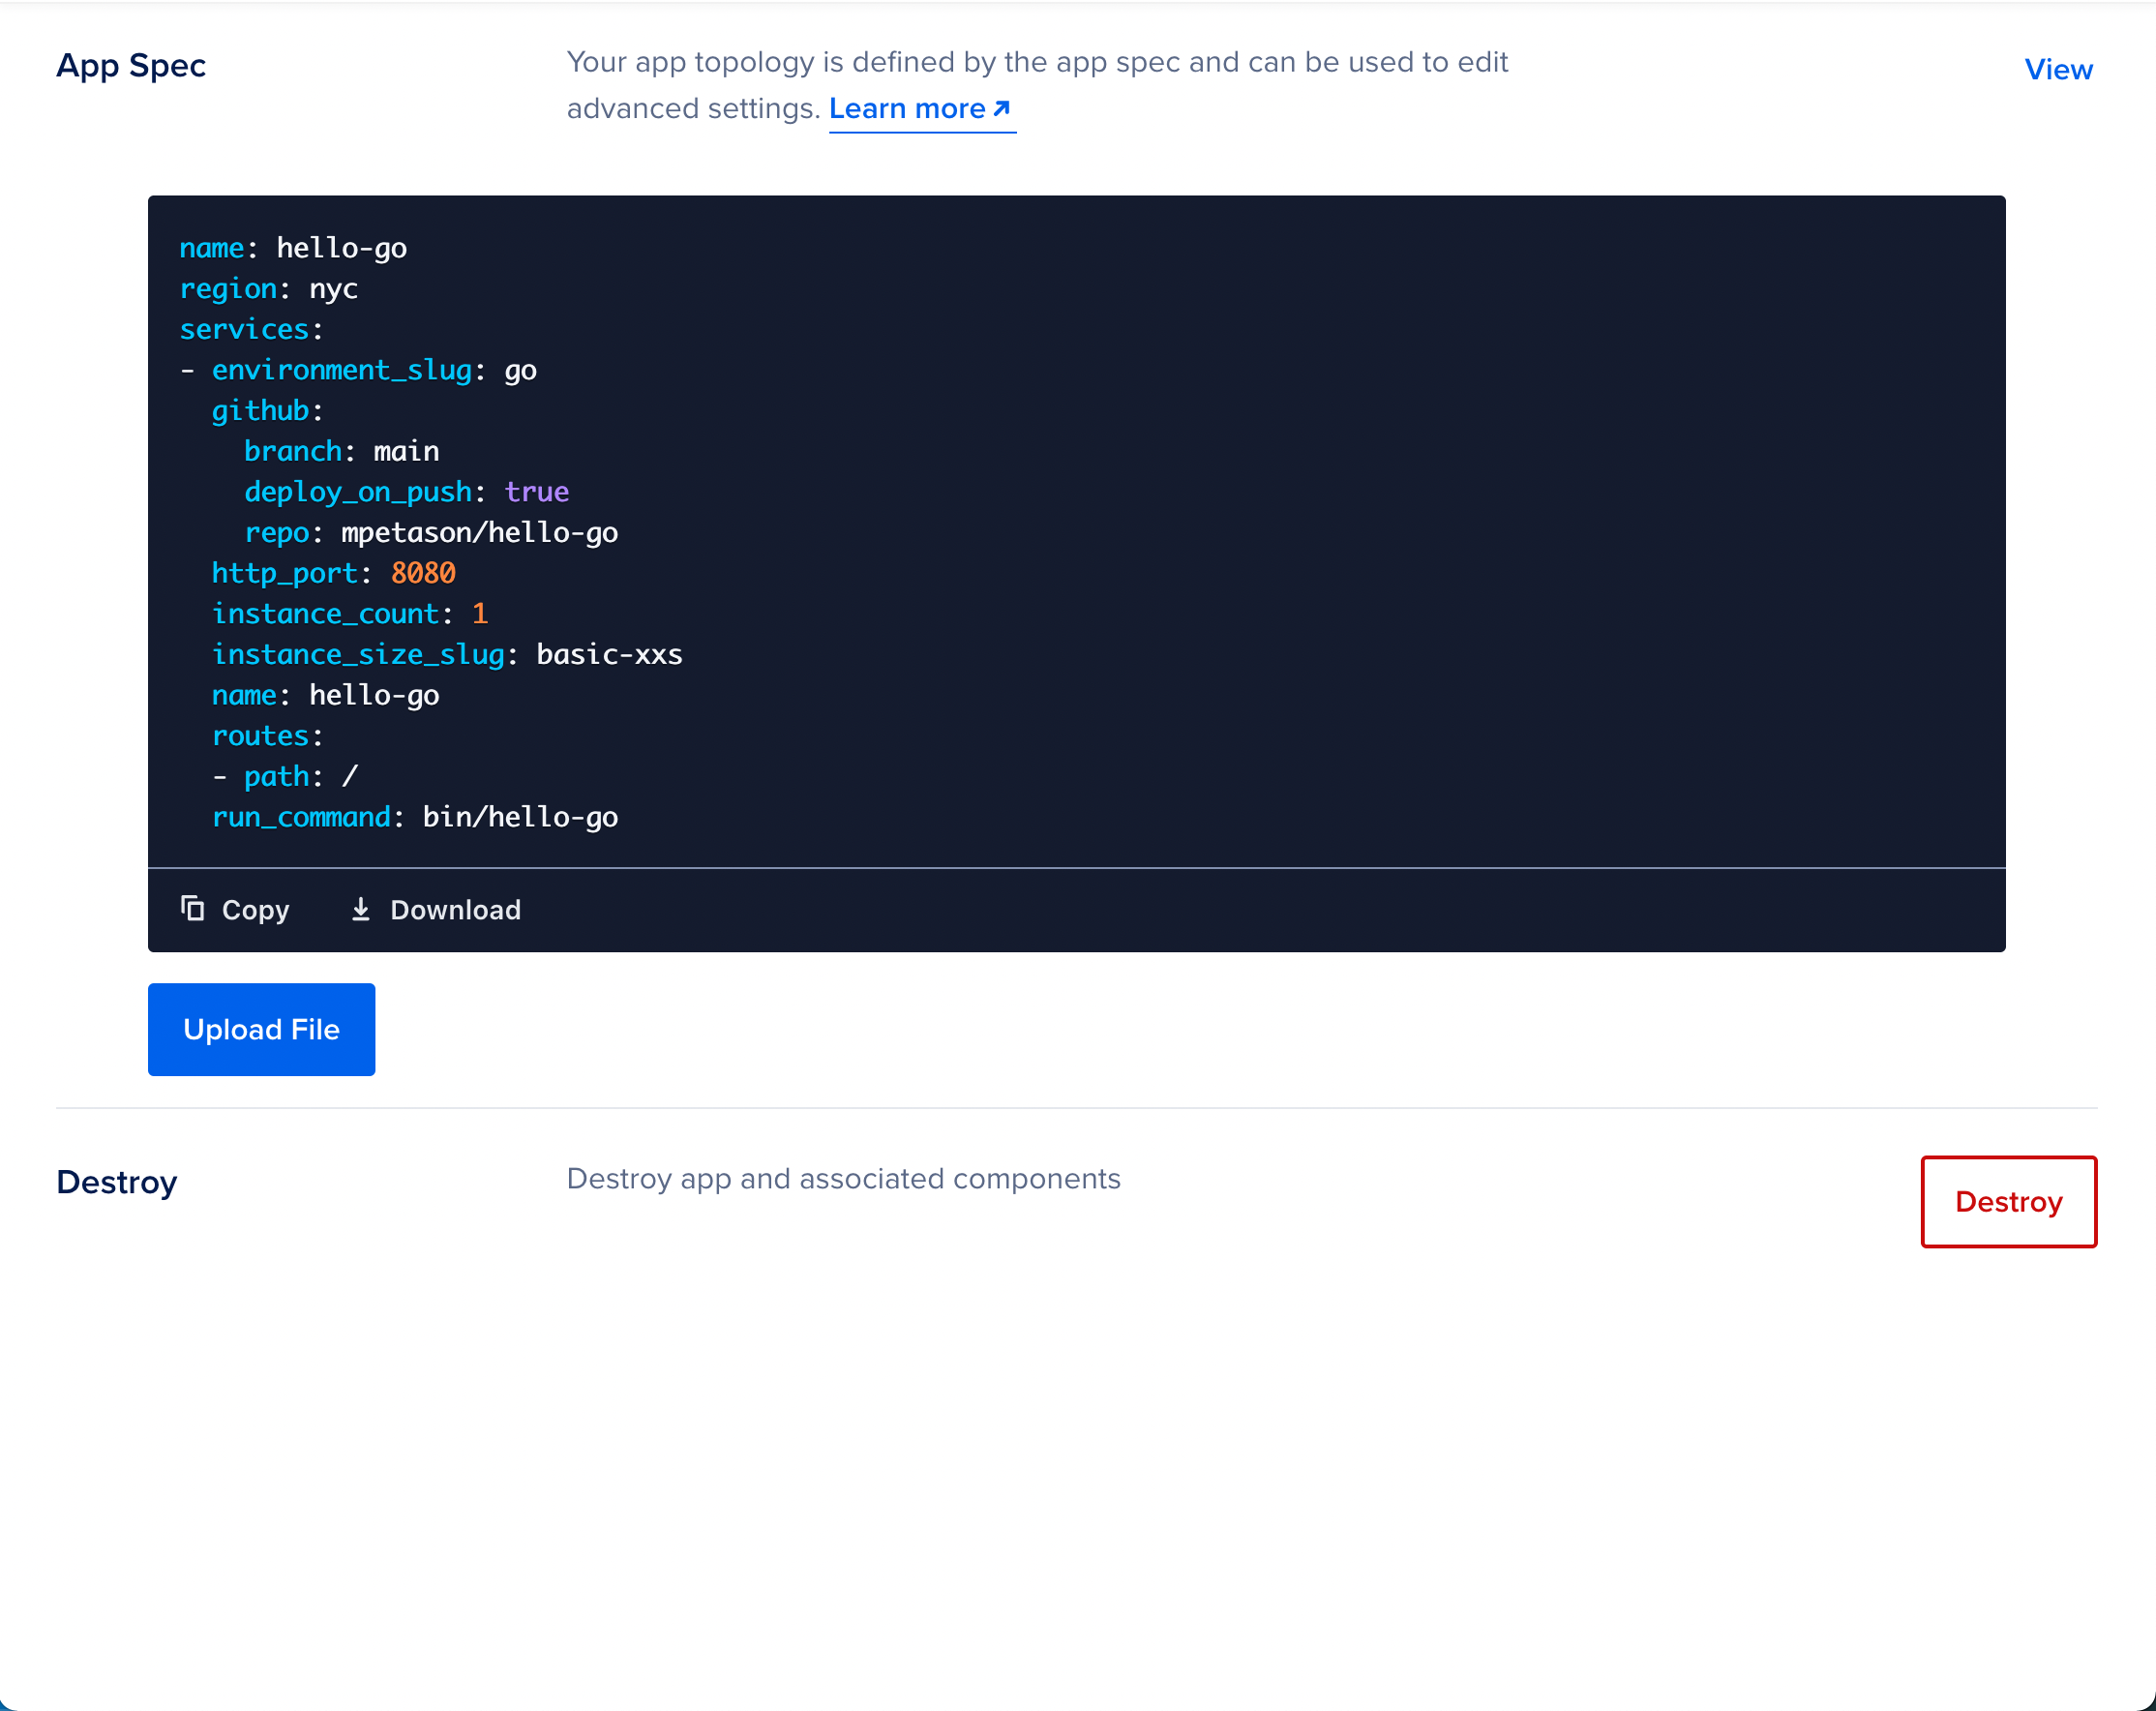 App Spec
Your app topology is defined by the app spec and can be used to edit
advanced settings. Learn more
View
name: hello-go
region: nyc
services:
- environment_slug: go
  github:
    branch: main
    deploy_on_push: true
    repo: mpetason/hello-go
  http_port: 8080
  instance_count: 1
  instance_size_slug: basic-xxs
  name: hello-go
  routes:
  - path: /
  run_command: bin/hello-go
Copy
Download
Upload File
Destroy
Destroy app and associated components
Destroy